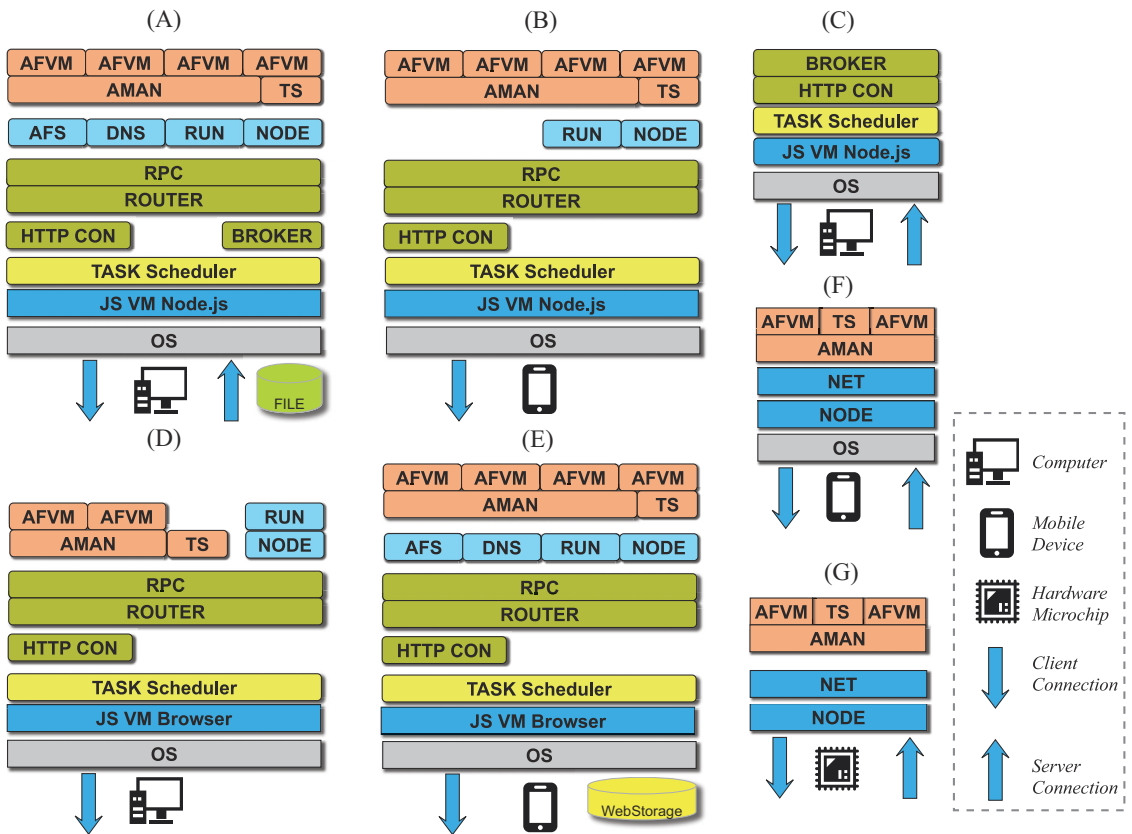 (A)
AFVM AFVM AFVM AFVM
AMAN TS
AFS DNS RUN NODE
RPC
ROUTER
HTTP CON BROKER
TASK Scheduler
JS VM Node.js
OS
FILE
(B)
AFVM AFVM AFVM AFVM
AMAN TS
RUN NODE
RPC
ROUTER
HTTP CON
TASK Scheduler
JS VM Node.js
OS
(C)
BROKER
HTTP CON
TASK Scheduler
JS VM Node.js
OS
(D)
AFVM AFVM RUN
AMAN TS NODE
RPC
ROUTER
HTTP CON
TASK Scheduler
JS VM Browser
OS
(E)
AFVM AFVM AFVM AFVM
AMAN TS
AFS DNS RUN NODE
RPC
ROUTER
HTTP CON
TASK Scheduler
JS VM Browser
OS
WebStorage
(F)
AFVM TS AFVM
AMAN
NET
NODE
OS
(G)
AFVM TS AFVM
AMAN
NET
NODE
Computer
Mobile
Device
Hardware
Microchip
Client
Connection
Server
Connection